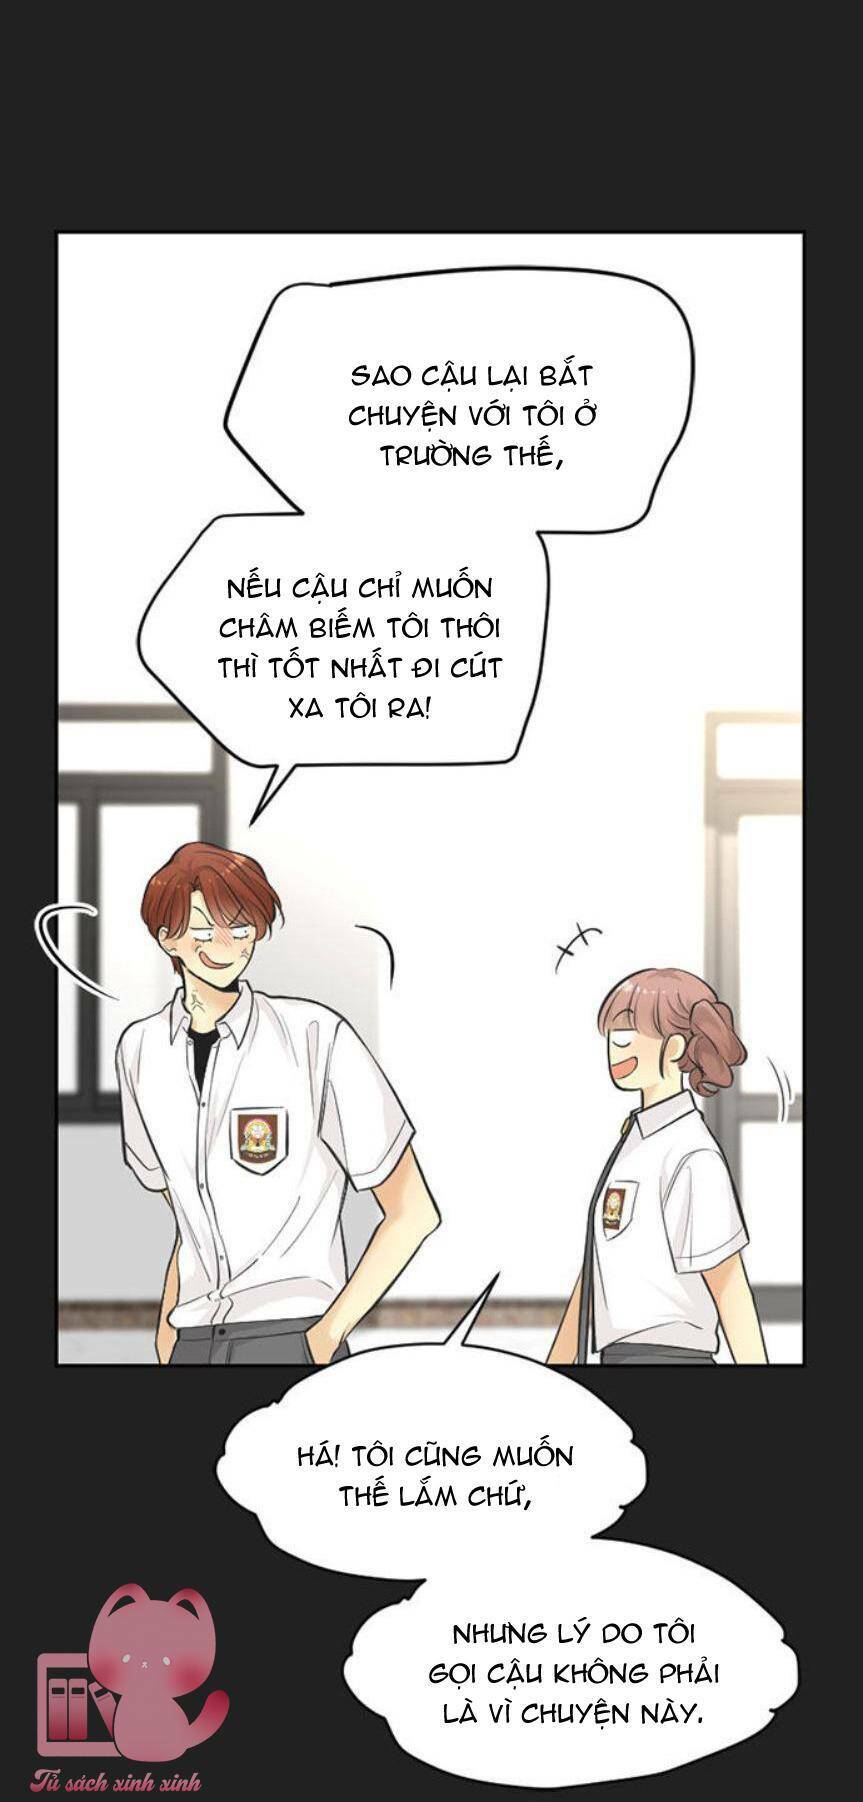 SAO CẬU LẠI BẮT
CHUYỆN VỚI TÔI Ở
TRƯỜNG THẾ,
NẾU CẬU CHỈ MUỐN
CHÂM BIẾM TÔI THÔI
THÌ TỐT NHẤT ĐI CÚT
XA TÔI RA!
HÁ! TÔI CŨNG MUỐN
THẾ LẮM CHỨ,
NHƯNG LÝ DO TÔI
GỌI CẬU KHÔNG PHẢI
LÀ VÌ CHUYỆN NÀY.
Tủ sách xinh xinh